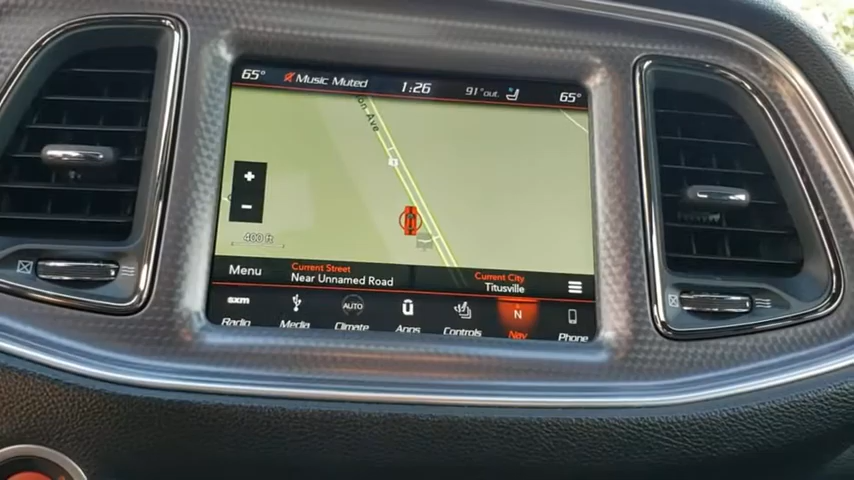 65° Music Muted 1:26 91°out. 65°
on Ave
+
-
400 ft
Menu
Current Street
Near Unnamed Road
Current City
Titusville
sxm
AUTO
ü
N
Radio Media Climate Apps Controls Nav Phone